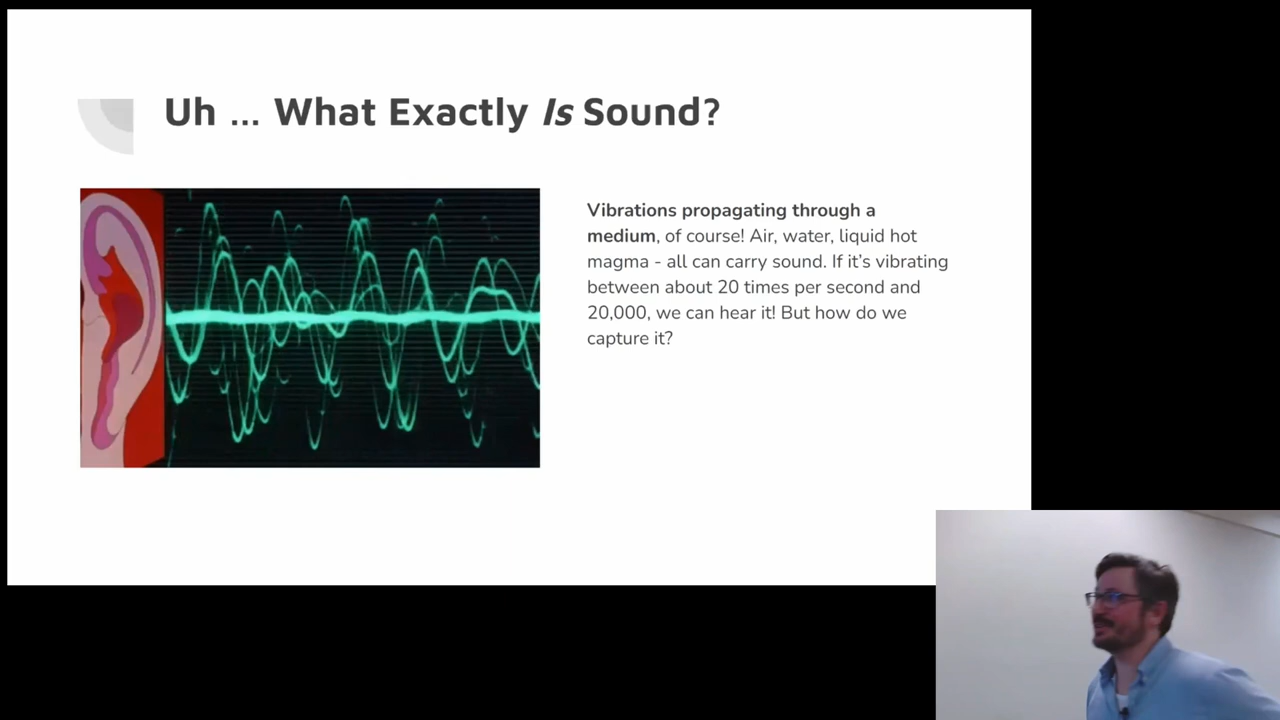 Uh ... What Exactly Is Sound?
Vibrations propagating through a
medium, of course! Air, water, liquid hot
magma - all can carry sound. If it's vibrating
between about 20 times per second and
20,000, we can hear it! But how do we
capture it?